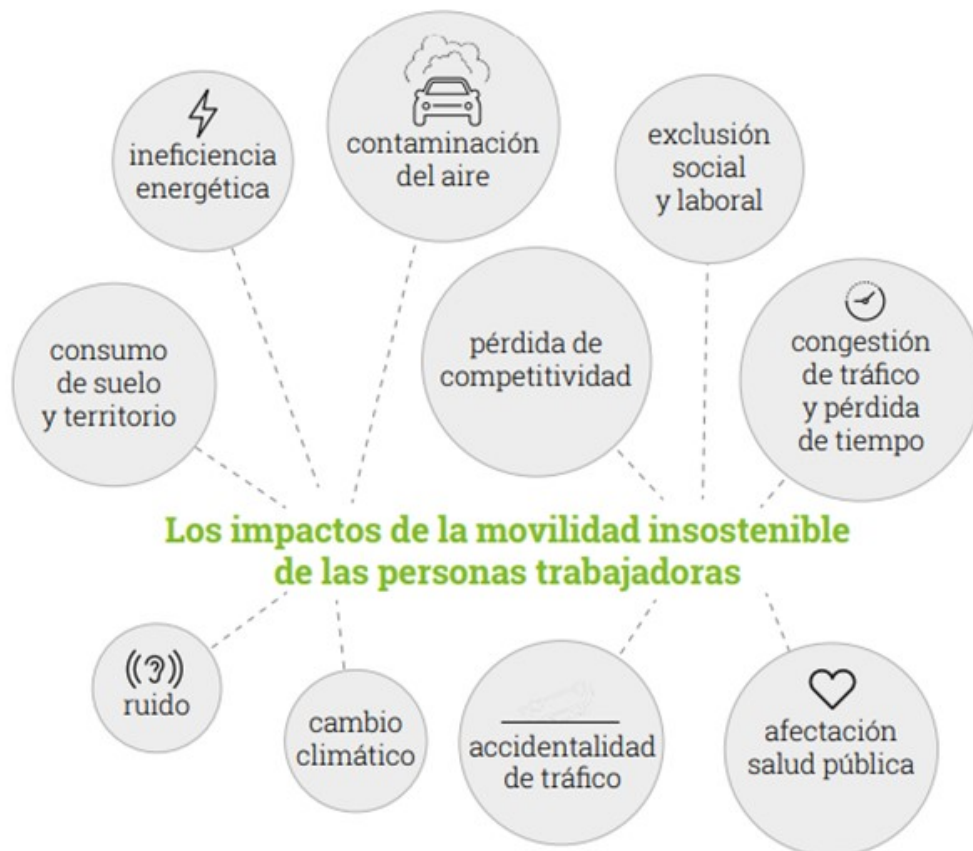 ineficiencia
energética
contaminación
del aire
exclusión
social
y laboral
consumo
de suelo
y territorio
pérdida de
competitividad
congestión
de tráfico
y pérdida
de tiempo
Los impactos de la movilidad insostenible
de las personas trabajadoras
ruido
cambio
climático
accidentalidad
de tráfico
afectación
salud pública